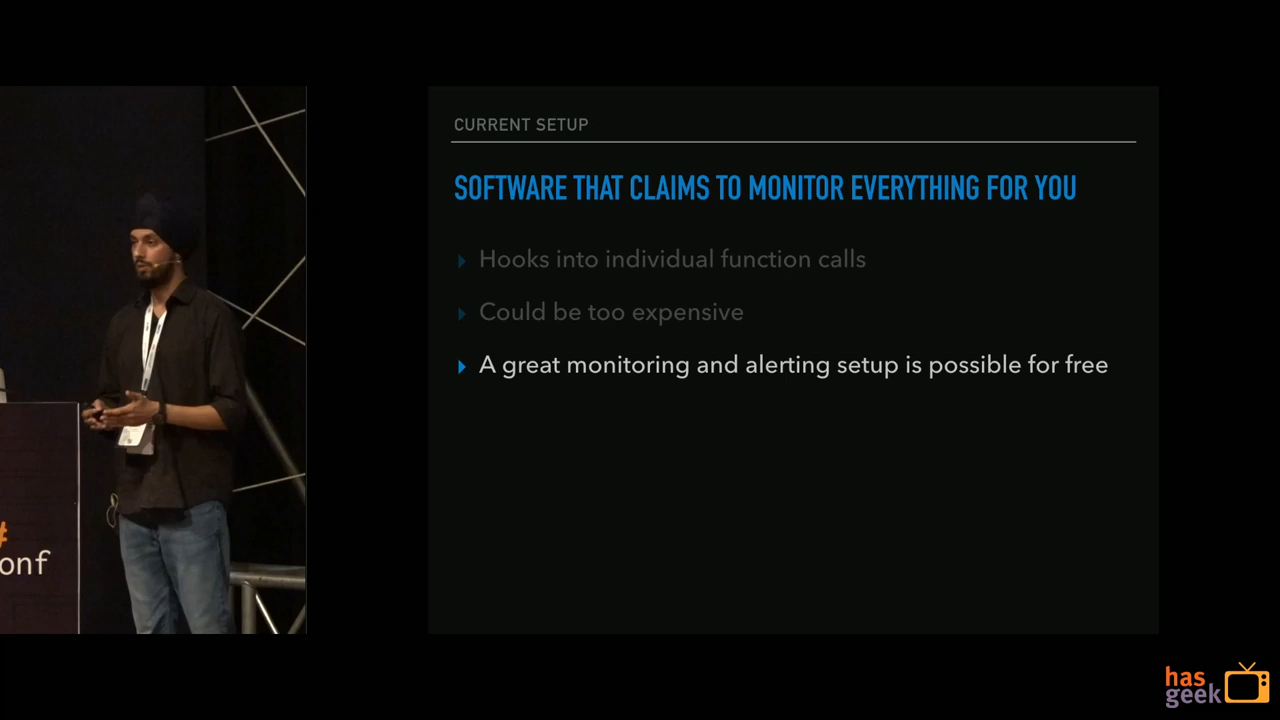 CURRENT SETUP
SOFTWARE THAT CLAIMS TO MONITOR EVERYTHING FOR YOU
Hooks into individual function calls
Could be too expensive
A great monitoring and alerting setup is possible for free
#
onf
has
geek